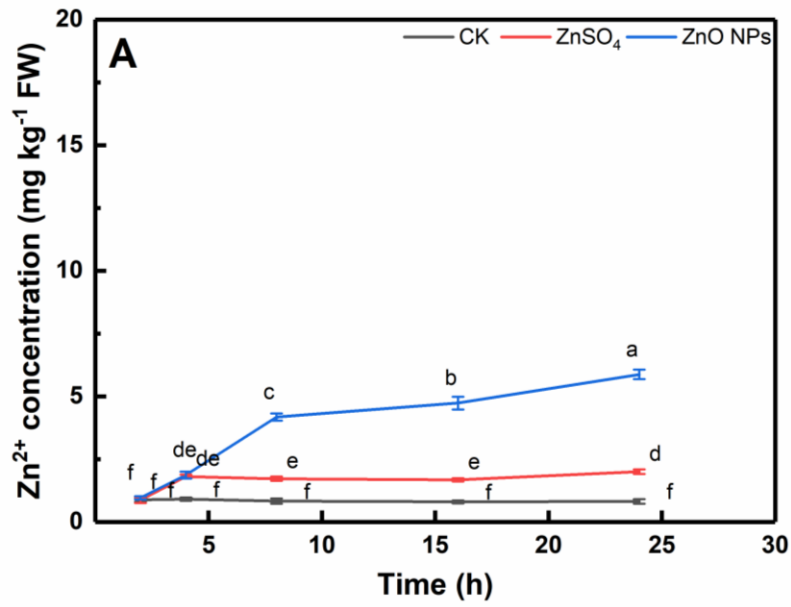 A
CK ZnSO₄ ZnO NPs
Zn²⁺ concentration (mg kg⁻¹ FW)
20
15
10
5
0
a
b
c
de
de
d
e
e
f
f
f
f
f
f
f
5 10 15 20 25 30
Time (h)